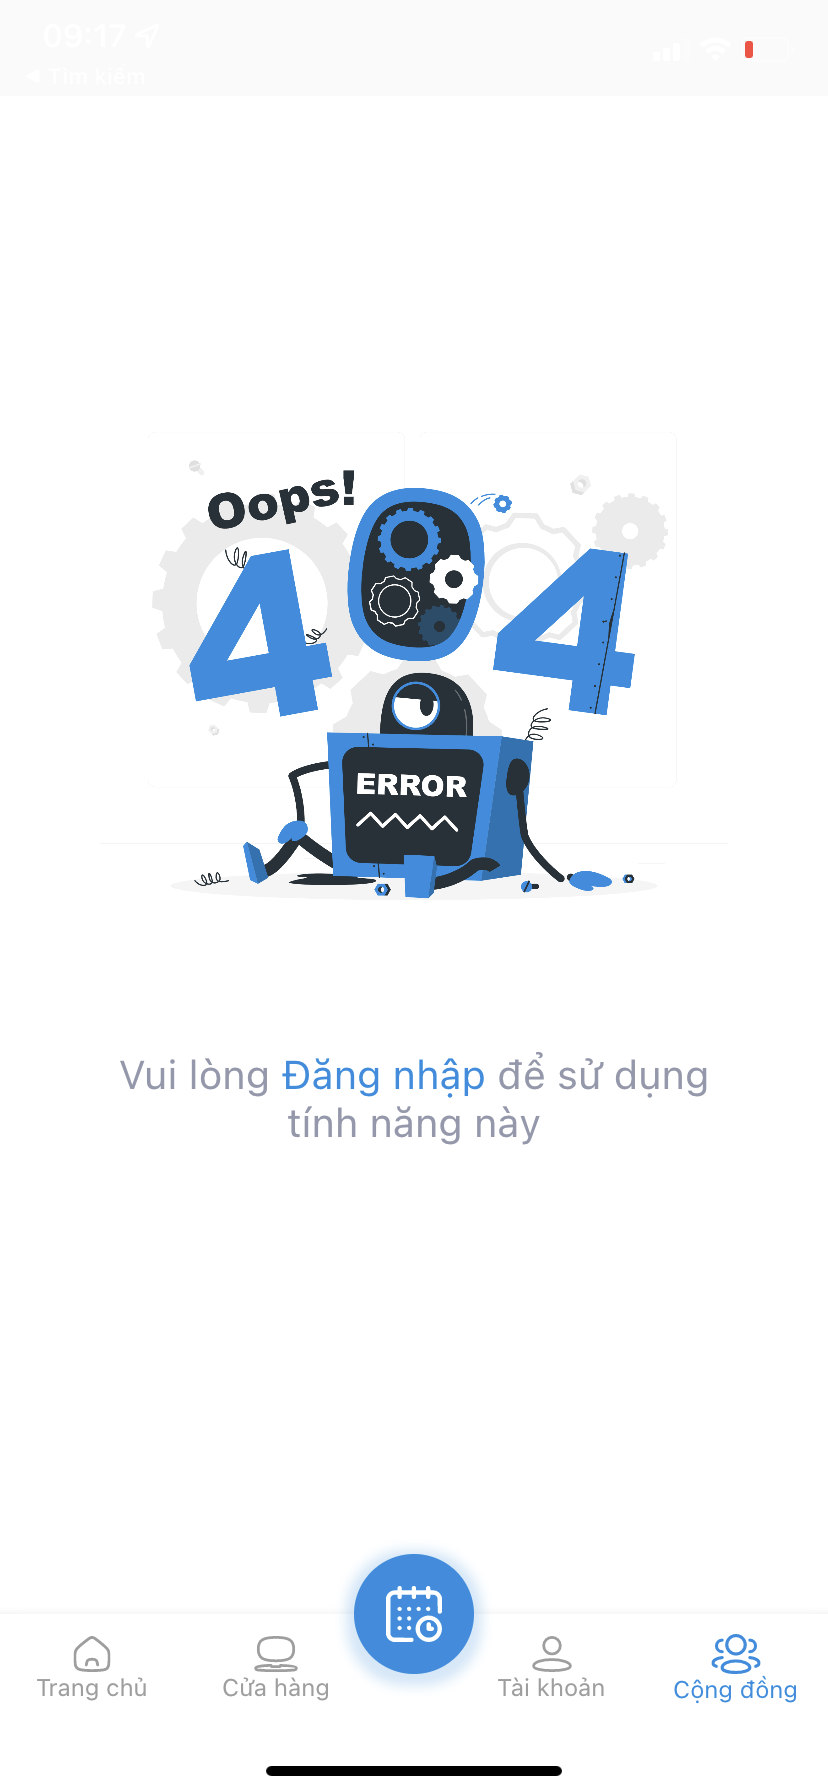 09:17
◀ Tìm kiếm
Oops!
404
ERROR
Vui lòng Đăng nhập để sử dụng
tính năng này
Trang chủ
Cửa hàng
Tài khoản
Cộng đồng